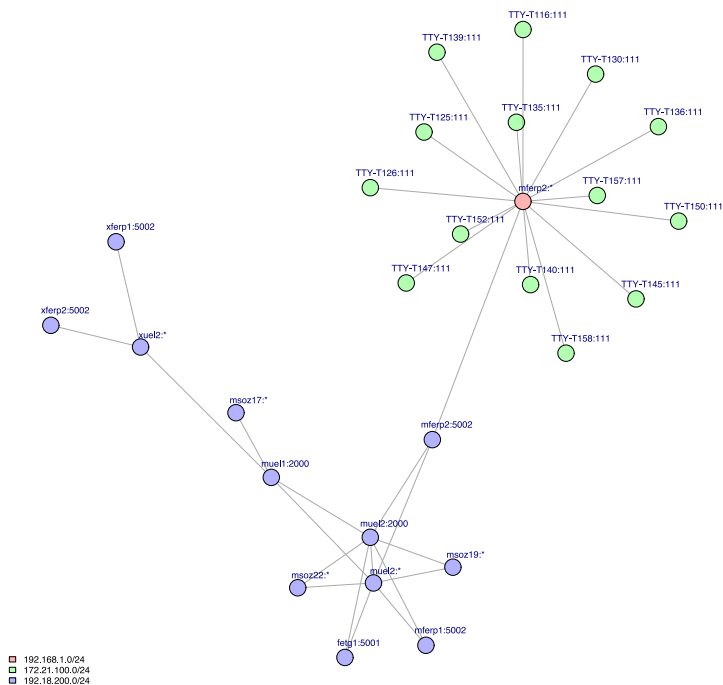 TTY-T116:111
TTY-T139:111
TTY-T130:111
TTY-T135:111
TTY-T136:111
TTY-T125:111
TTY-T126:111
TTY-T157:111
mferp2:*
TTY-T150:111
TTY-T152:111
xferp1:5002
TTY-T147:111
TTY-T140:111
TTY-T145:111
xferp2:5002
xuel2:*
TTY-T158:111
msoz17:*
mferp2:5002
muel1:2000
muel2:2000
msoz19:*
msoz22:*
muel2:*
fetg1:5001
mferp1:5002
192.168.1.0/24
172.21.100.0/24
192.18.200.0/24